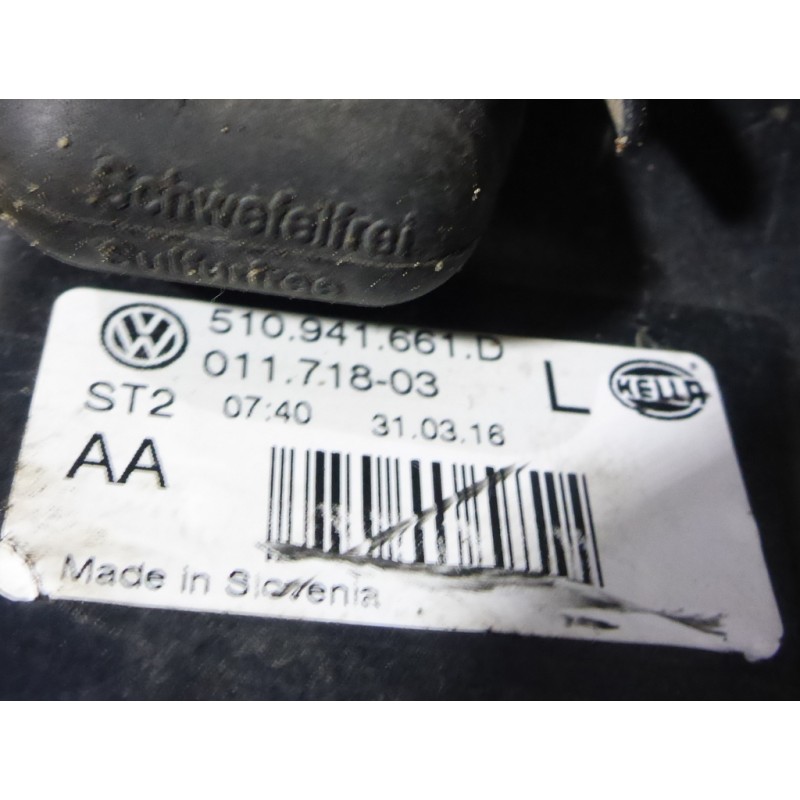 Schwefelfrei
Sulfurfree
VW 510.941.661.D
011.718-03 L HELLA
ST2 07:40 31.03.16
AA
Made in Slovenia